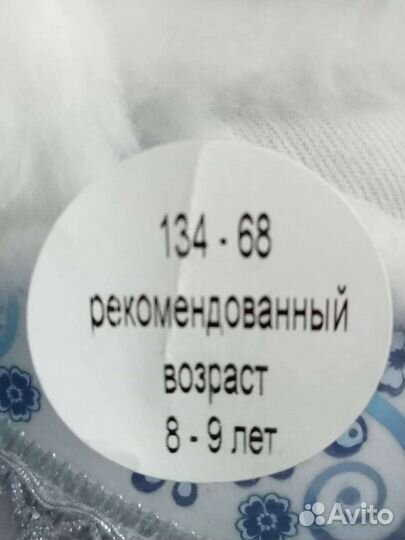 134 - 68
рекомендованный
возраст
8 - 9 лет
Avito